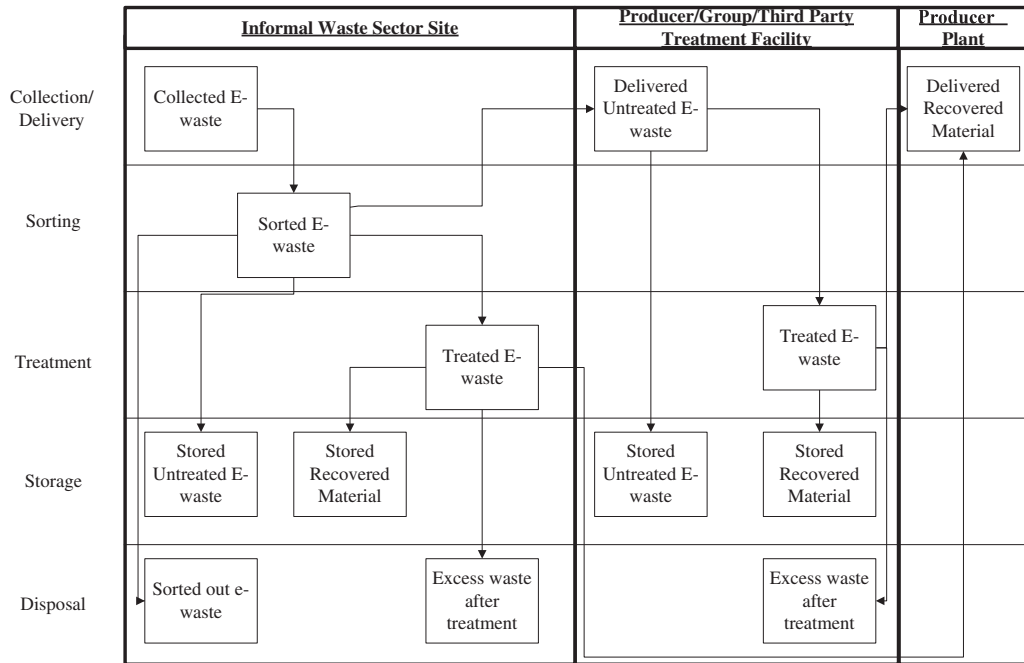 Informal Waste Sector Site
Producer/Group/Third Party
Treatment Facility
Producer
Plant
Collection/
Delivery
Collected E-
waste
Delivered
Untreated E-
waste
Delivered
Recovered
Material
Sorting
Sorted E-
waste
Treatment
Treated E-
waste
Treated E-
waste
Storage
Stored
Untreated E-
waste
Stored
Recovered
Material
Stored
Untreated E-
waste
Stored
Recovered
Material
Disposal
Sorted out e-
waste
Excess waste
after
treatment
Excess waste
after
treatment